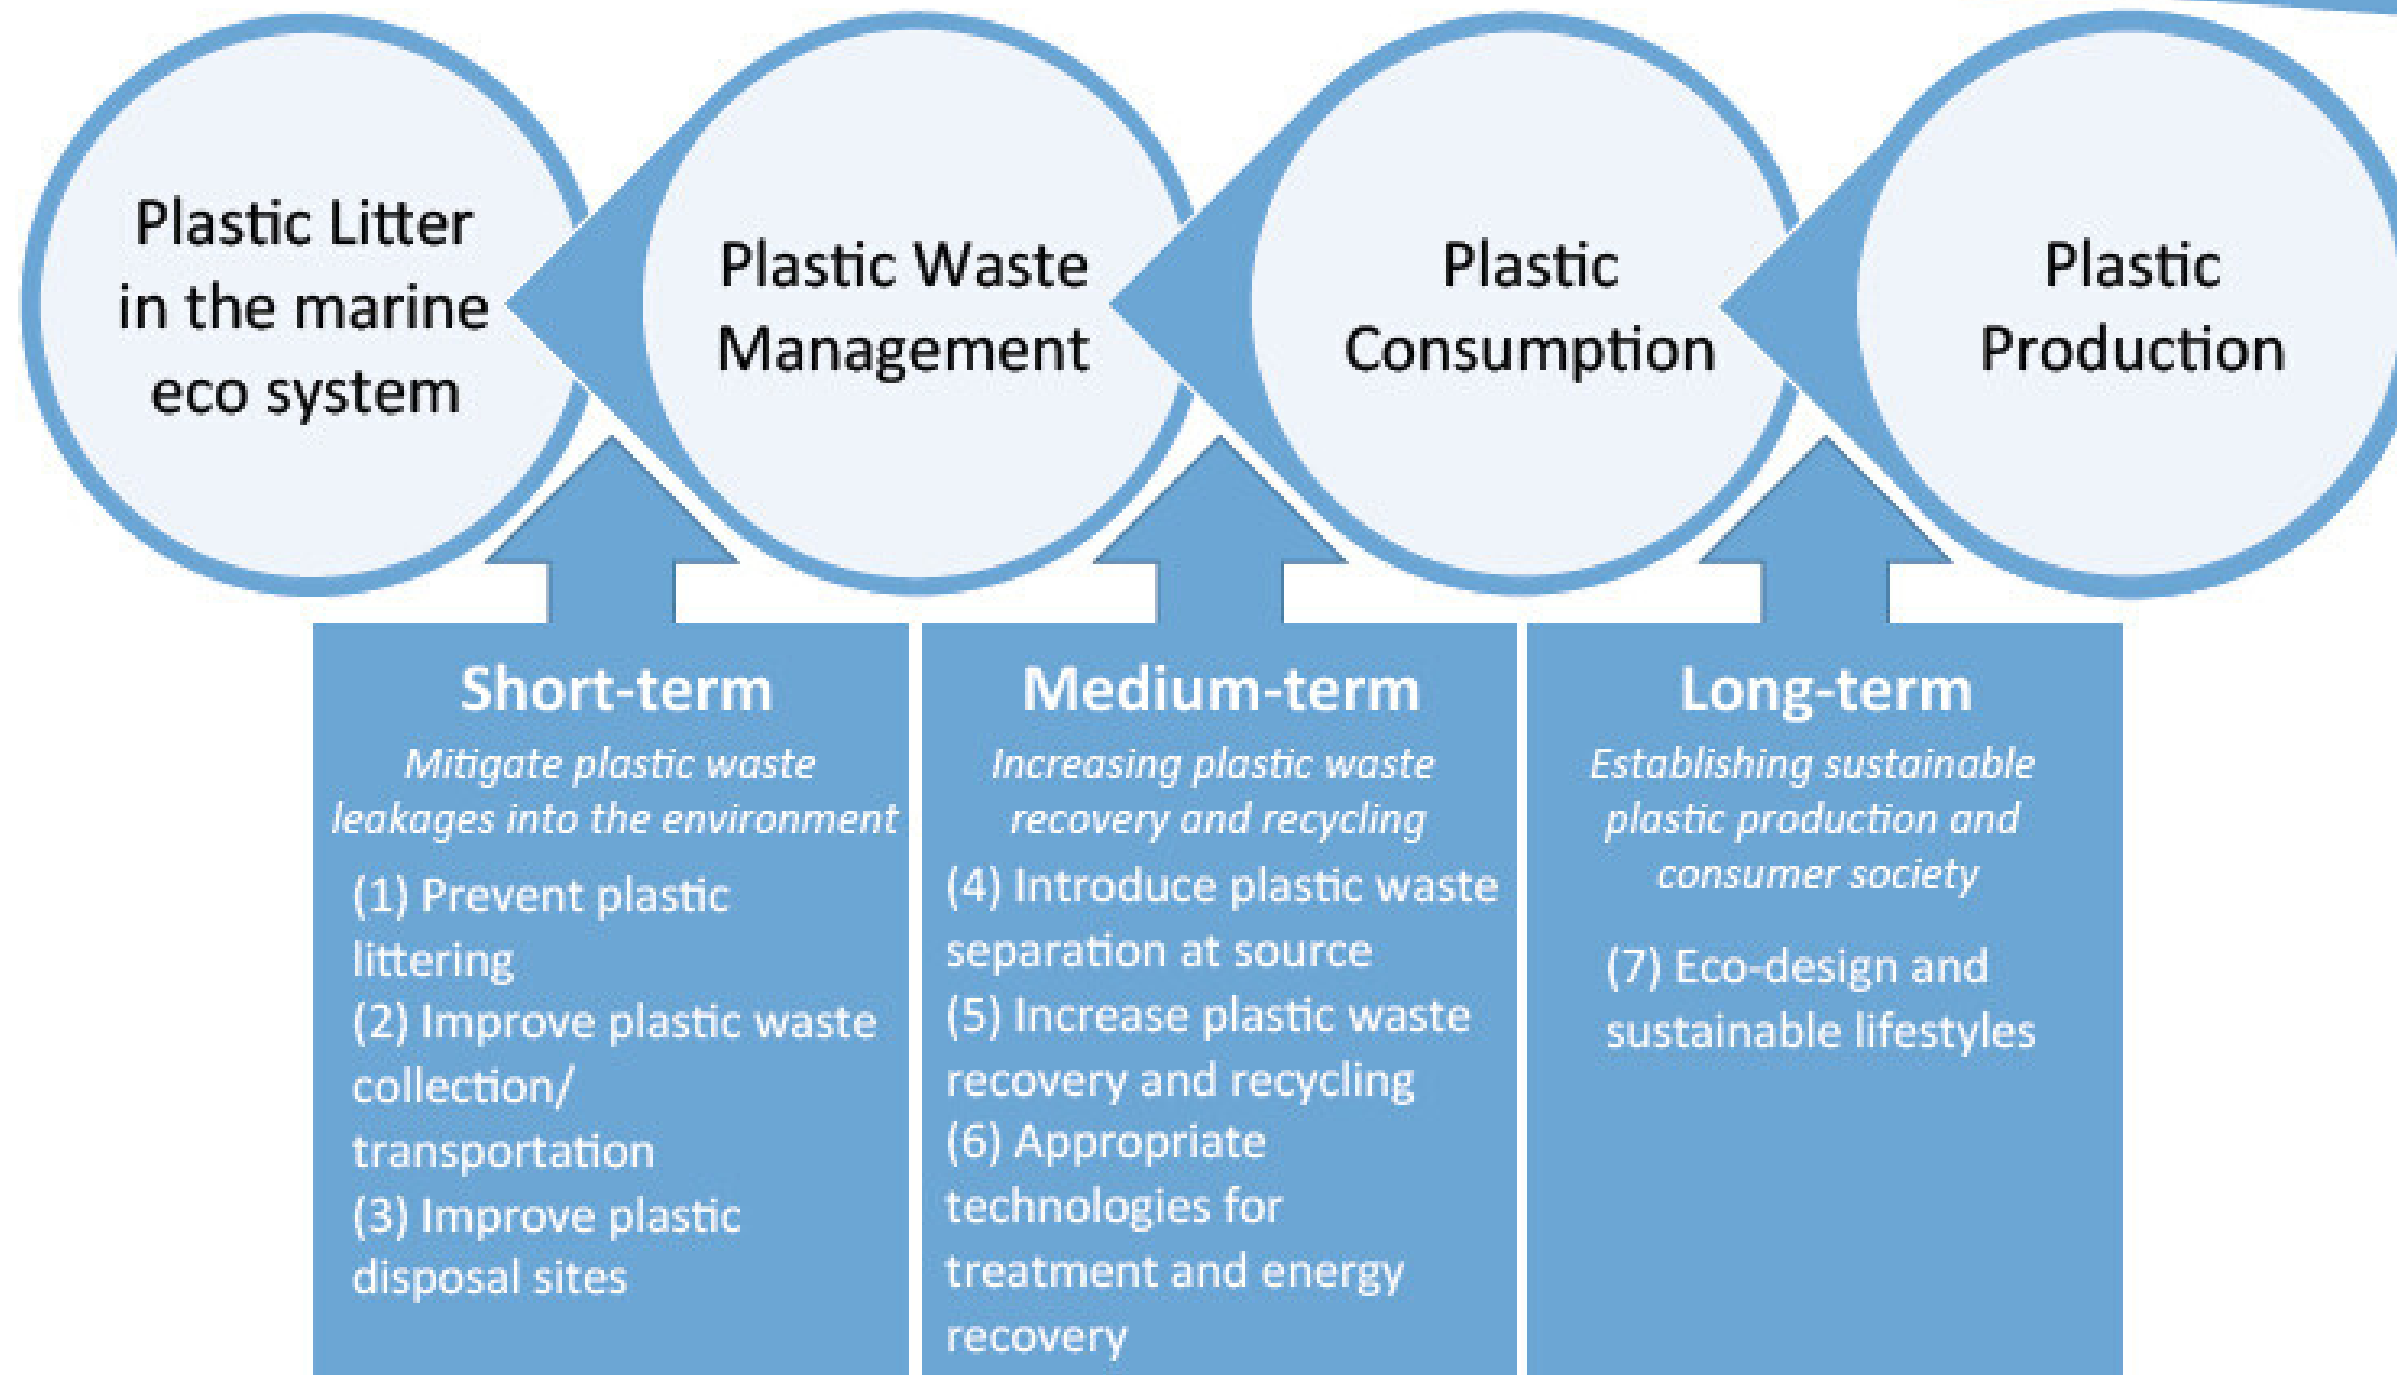 Plastic Litter
in the marine
eco system
Plastic Waste
Management
Plastic
Consumption
Plastic
Production
Short-term
Mitigate plastic waste
leakages into the environment
(1) Prevent plastic
littering
(2) Improve plastic waste
collection/
transportation
(3) Improve plastic
disposal sites
Medium-term
Increasing plastic waste
recovery and recycling
(4) Introduce plastic waste
separation at source
(5) Increase plastic waste
recovery and recycling
(6) Appropriate
technologies for
treatment and energy
recovery
Long-term
Establishing sustainable
plastic production and
consumer society
(7) Eco-design and
sustainable lifestyles